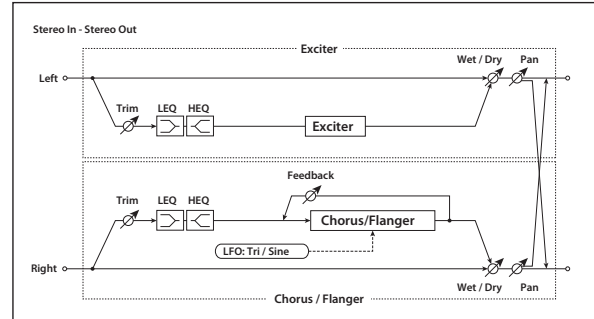 Stereo In - Stereo Out
Exciter
Wet / Dry Pan
Left
Trim LEQ HEQ
Exciter
Feedback
Trim LEQ HEQ
Chorus/Flanger
LFO: Tri / Sine
Right
Wet / Dry Pan
Chorus / Flanger